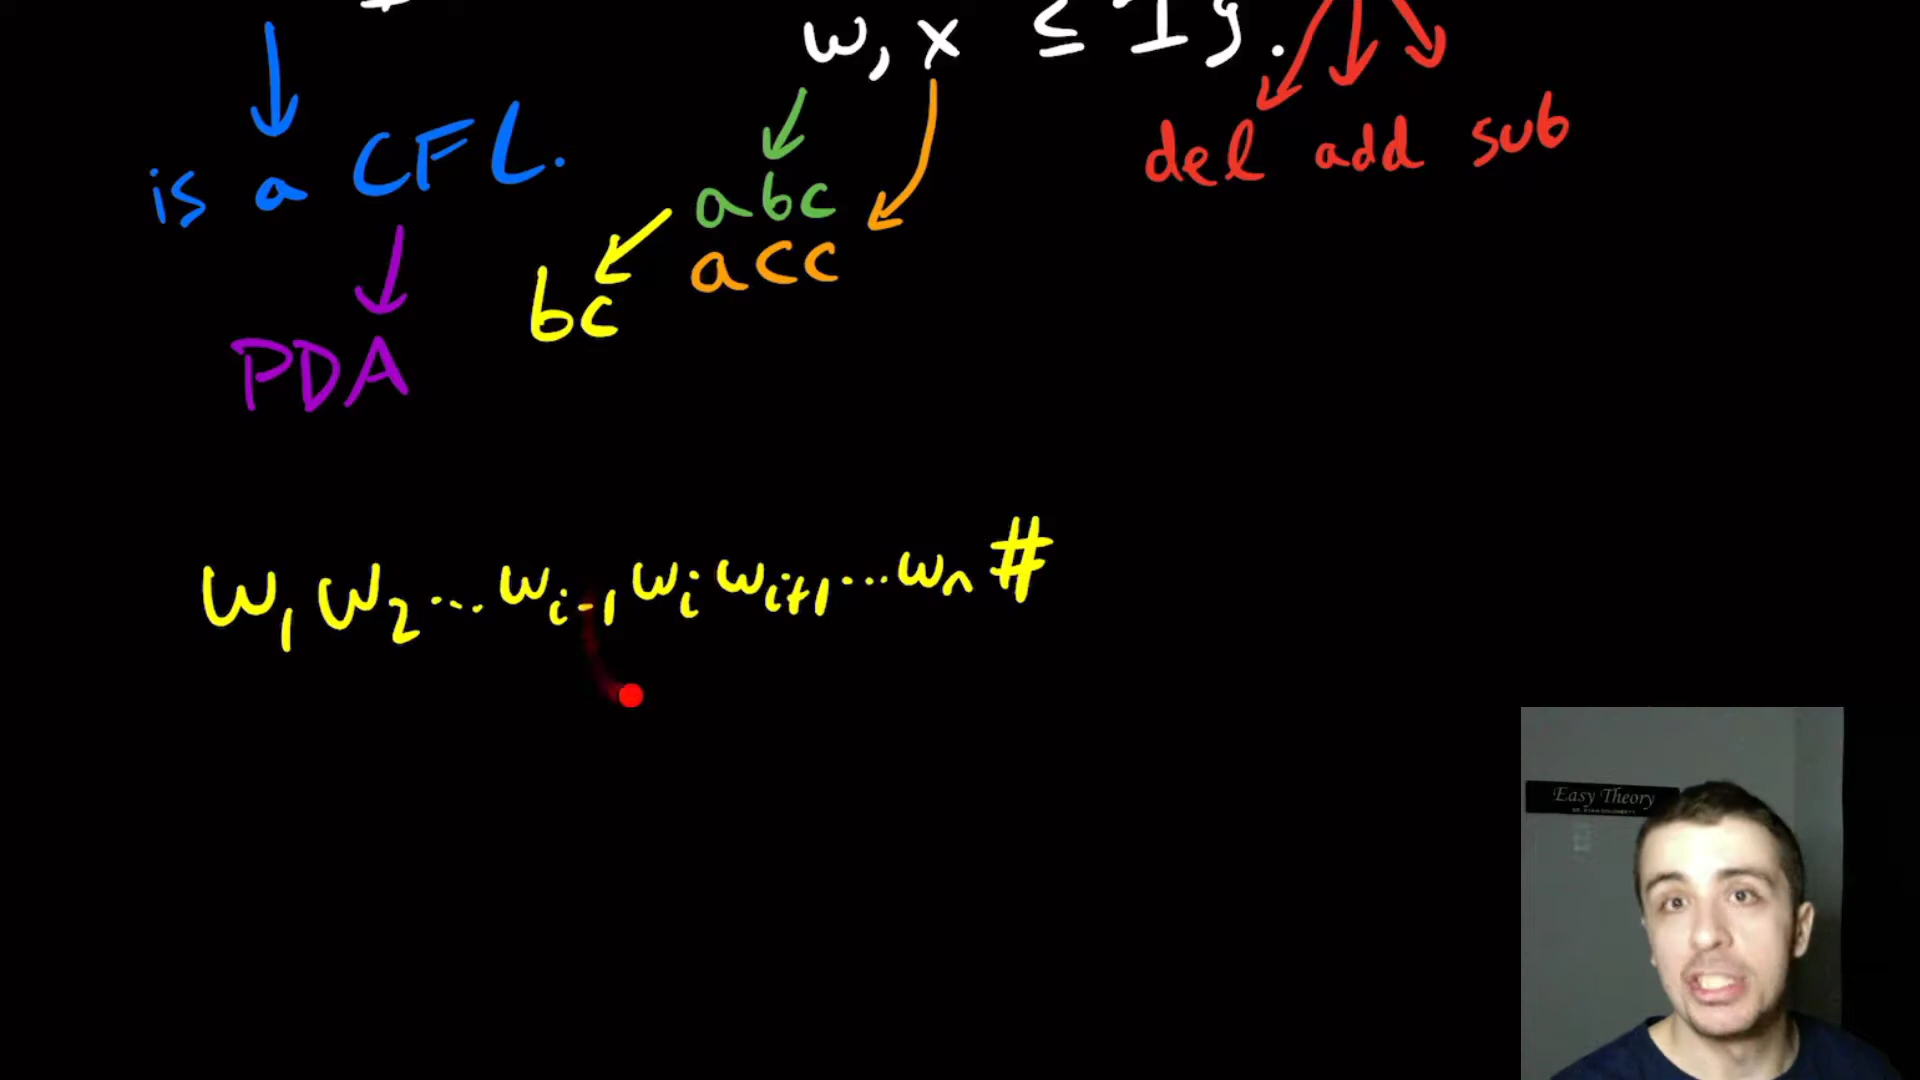 w, x ≤ 1}.
is a CFL.
del add sub
abc
acc
bc
PDA
w₁ w₂ ... wᵢ₋₁ wᵢ wᵢ₊₁ ... wₙ #
Easy Theory